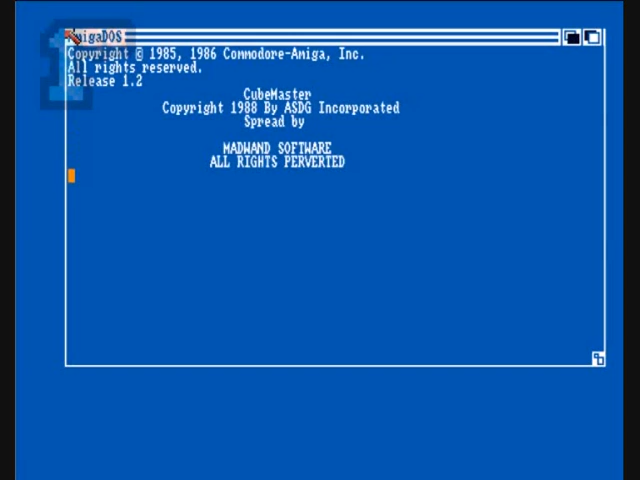 AmigaDOS
Copyright © 1985, 1986 Commodore-Amiga, Inc.
All rights reserved.
Release 1.2
CubeMaster
Copyright 1988 By ASDG Incorporated
Spread by
MADWAND SOFTWARE
ALL RIGHTS PERVERTED